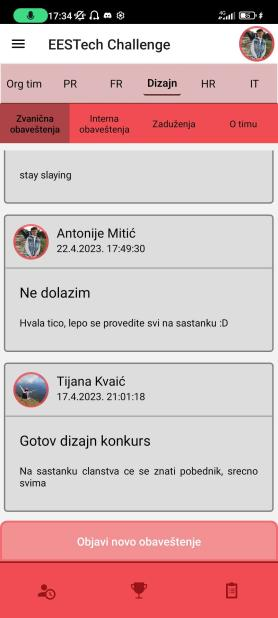 17:34
EESTech Challenge
Org tim PR FR Dizajn HR IT
Zvanična obaveštenja
Interna obaveštenja
Zaduženja
O timu
stay slaying
Antonije Mitić
22.4.2023. 17:49:30
Ne dolazim
Hvala tico, lepo se provedite svi na sastanku :D
Tijana Kvaić
17.4.2023. 21:01:18
Gotov dizajn konkurs
Na sastanku clanstva ce se znati pobednik, srecno
svima
Objavi novo obaveštenje